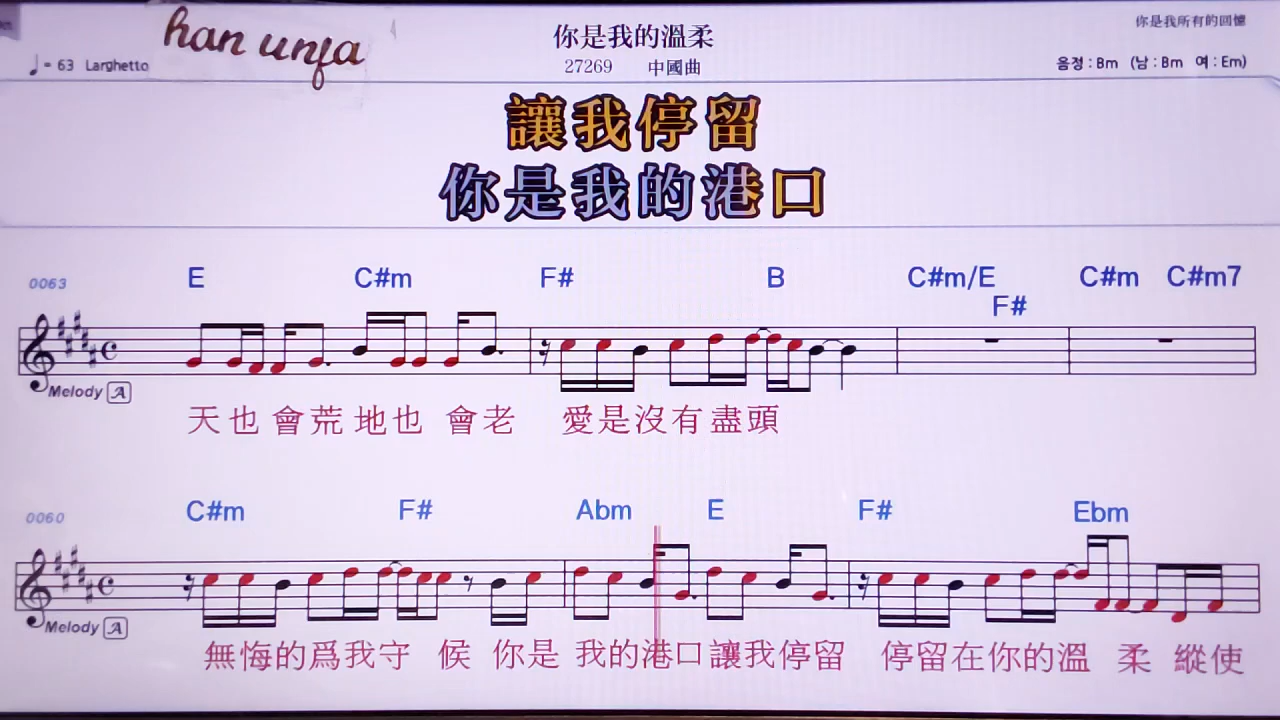 han unja
你是我的溫柔
你是我所有的回憶
27269 中國曲
♩= 63 Larghetto
음정 : Bm (남 : Bm 여 : Em)
讓我停留
你是我的港口
0063 E C#m F# B C#m/E F# C#m C#m7
Melody A
天也會荒地也會老 愛是沒有盡頭
0060 C#m F# Abm E F# Ebm
Melody A
無悔的爲我守候 你是我的港口讓我停留 停留在你的溫柔 縱使